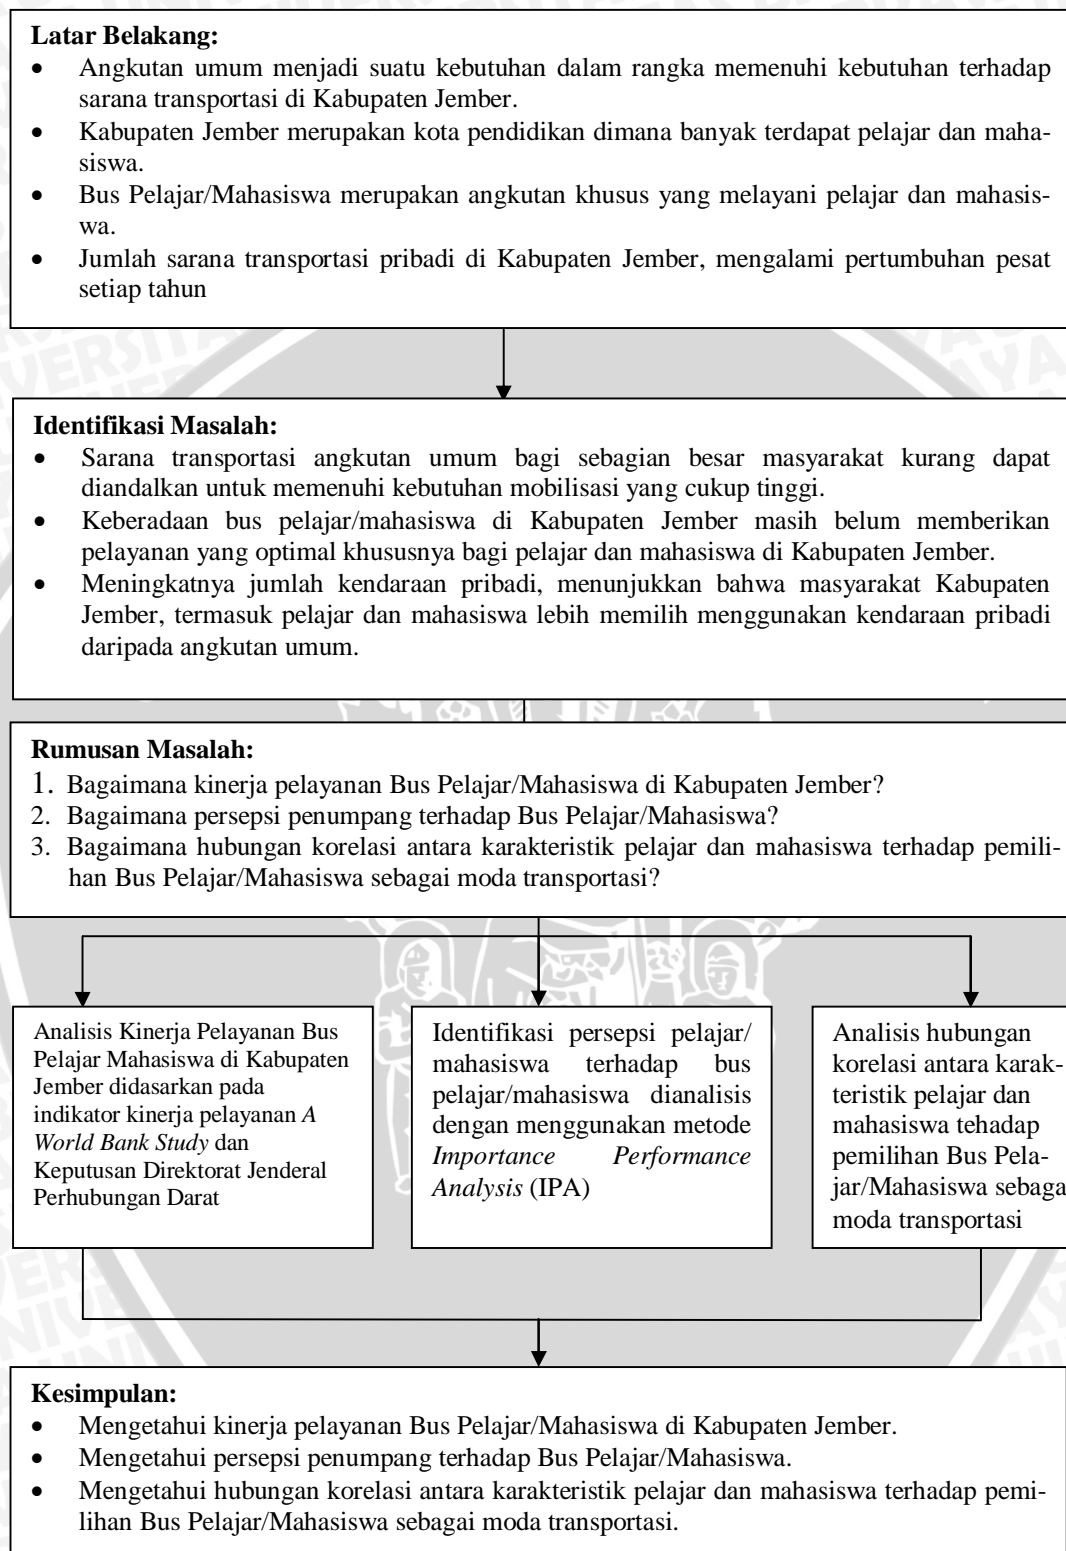 Latar Belakang:
• Angkutan umum menjadi suatu kebutuhan dalam rangka memenuhi kebutuhan terhadap
sarana transportasi di Kabupaten Jember.
• Kabupaten Jember merupakan kota pendidikan dimana banyak terdapat pelajar dan maha-
siswa.
• Bus Pelajar/Mahasiswa merupakan angkutan khusus yang melayani pelajar dan mahasis-
wa.
• Jumlah sarana transportasi pribadi di Kabupaten Jember, mengalami pertumbuhan pesat
setiap tahun
Identifikasi Masalah:
• Sarana transportasi angkutan umum bagi sebagian besar masyarakat kurang dapat
diandalkan untuk memenuhi kebutuhan mobilisasi yang cukup tinggi.
• Keberadaan bus pelajar/mahasiswa di Kabupaten Jember masih belum memberikan
pelayanan yang optimal khususnya bagi pelajar dan mahasiswa di Kabupaten Jember.
• Meningkatnya jumlah kendaraan pribadi, menunjukkan bahwa masyarakat Kabupaten
Jember, termasuk pelajar dan mahasiswa lebih memilih menggunakan kendaraan pribadi
daripada angkutan umum.
Rumusan Masalah:
1. Bagaimana kinerja pelayanan Bus Pelajar/Mahasiswa di Kabupaten Jember?
2. Bagaimana persepsi penumpang terhadap Bus Pelajar/Mahasiswa?
3. Bagaimana hubungan korelasi antara karakteristik pelajar dan mahasiswa terhadap pemili-
han Bus Pelajar/Mahasiswa sebagai moda transportasi?
Analisis Kinerja Pelayanan Bus
Pelajar Mahasiswa di Kabupaten
Jember didasarkan pada
indikator kinerja pelayanan A
World Bank Study dan
Keputusan Direktorat Jenderal
Perhubungan Darat
Identifikasi persepsi pelajar/
mahasiswa terhadap bus
pelajar/mahasiswa dianalisis
dengan menggunakan metode
Importance Performance
Analysis (IPA)
Analisis hubungan
korelasi antara karak-
teristik pelajar dan
mahasiswa tehadap
pemilihan Bus Pela-
jar/Mahasiswa sebaga
moda transportasi
Kesimpulan:
• Mengetahui kinerja pelayanan Bus Pelajar/Mahasiswa di Kabupaten Jember.
• Mengetahui persepsi penumpang terhadap Bus Pelajar/Mahasiswa.
• Mengetahui hubungan korelasi antara karakteristik pelajar dan mahasiswa terhadap pemi-
lihan Bus Pelajar/Mahasiswa sebagai moda transportasi.